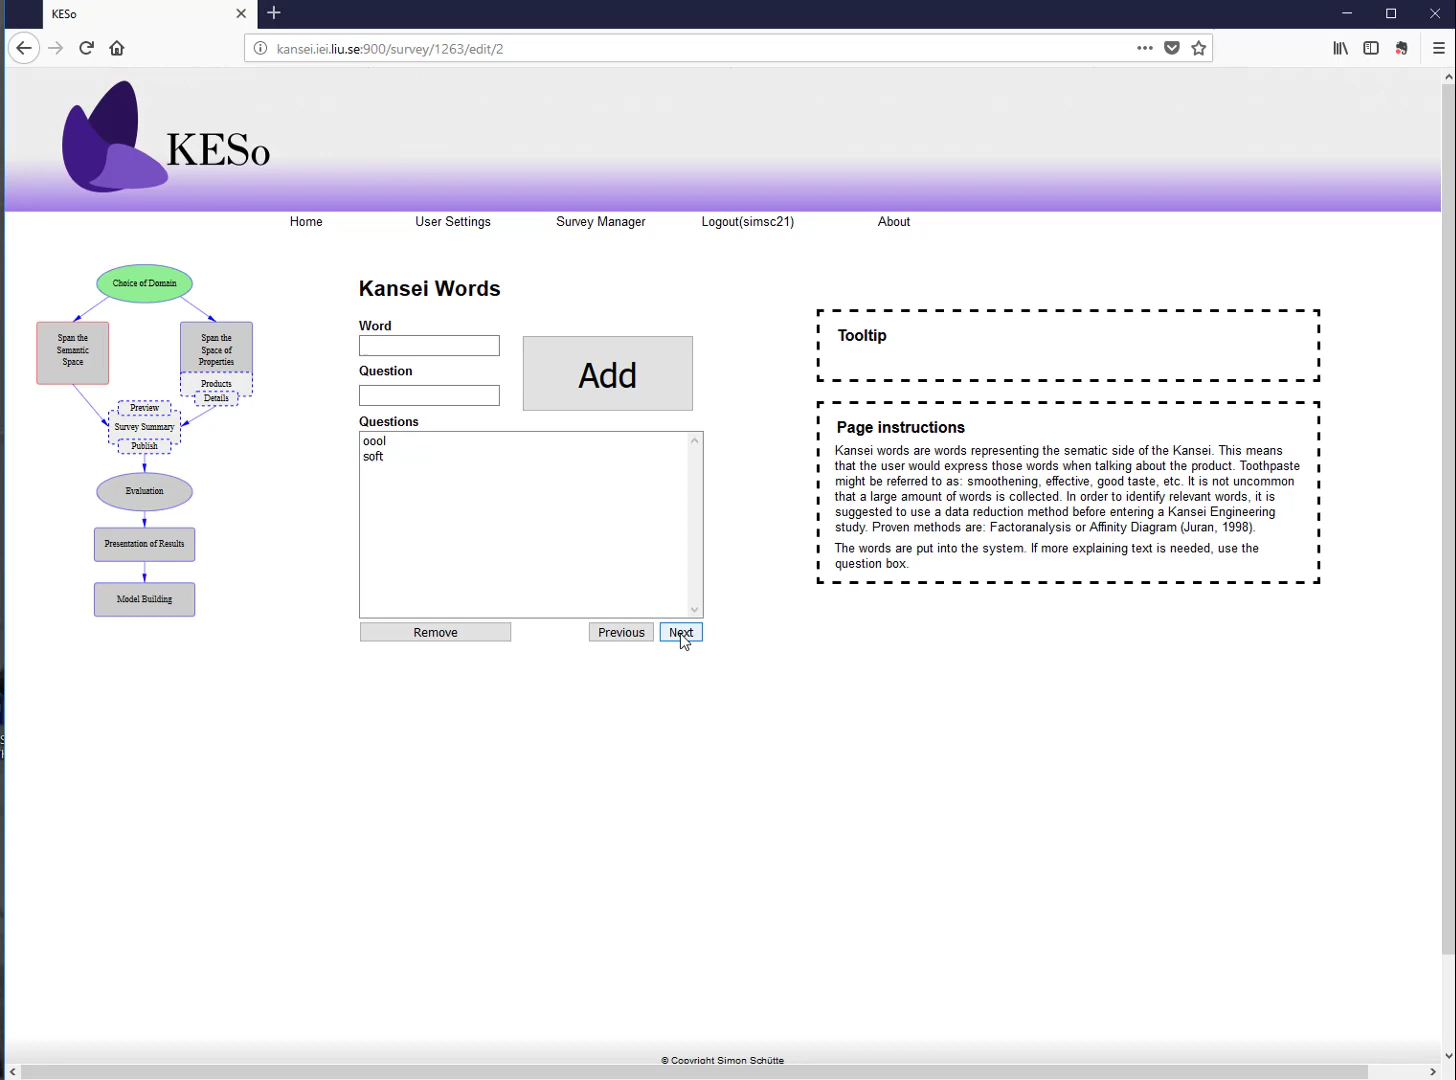 KESo
kansei.iei.liu.se:900/survey/1263/edit/2
KESo
Home
User Settings
Survey Manager
Logout(simsc21)
About
Choice of Domain
Span the
Semantic
Space
Span the
Space of
Properties
Products
Details
Preview
Survey Summary
Publish
Evaluation
Presentation of Results
Model Building
Kansei Words
Word
Question
Add
Questions
oool
soft
Remove
Previous
Next
Tooltip
Page instructions
Kansei words are words representing the sematic side of the Kansei. This means
that the user would express those words when talking about the product. Toothpaste
might be referred to as: smoothening, effective, good taste, etc. It is not uncommon
that a large amount of words is collected. In order to identify relevant words, it is
suggested to use a data reduction method before entering a Kansei Engineering
study. Proven methods are: Factoranalysis or Affinity Diagram (Juran, 1998).
The words are put into the system. If more explaining text is needed, use the
question box.
© Copyright Simon Schütte